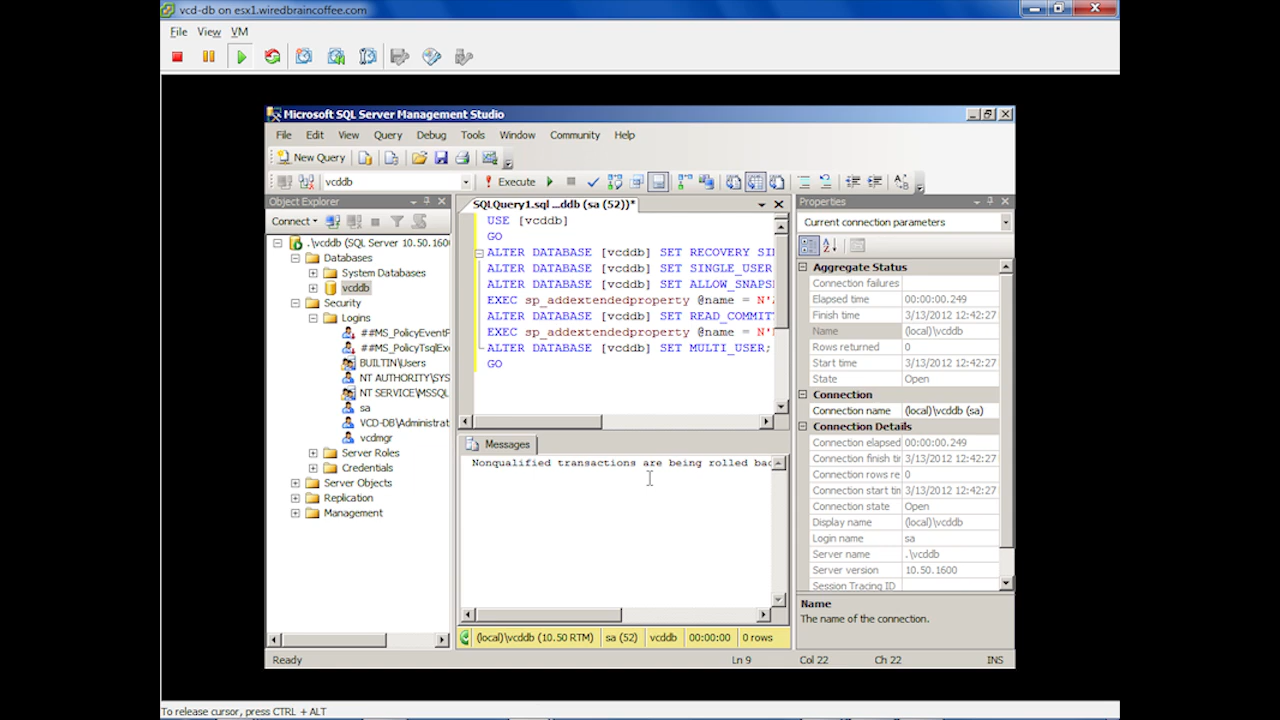 vcd-db on esx1.wiredbraincoffee.com
File View VM
Microsoft SQL Server Management Studio
File Edit View Query Debug Tools Window Community Help
New Query
vcddb
Execute
Object Explorer
Connect
.\vcddb (SQL Server 10.50.160
Databases
System Databases
vcddb
Security
Logins
##MS_PolicyEventP
##MS_PolicyTsqlExe
BUILTIN\Users
NT AUTHORITY\SYS
NT SERVICE\MSSQL
sa
VCD-DB\Administrat
vcdmgr
Server Roles
Credentials
Server Objects
Replication
Management
SQLQuery1.sql ...ddb (sa (52))*
USE [vcddb]
GO
ALTER DATABASE [vcddb] SET RECOVERY SI
ALTER DATABASE [vcddb] SET SINGLE_USER
ALTER DATABASE [vcddb] SET ALLOW_SNAPS
EXEC sp_addextendedproperty @name = N'
ALTER DATABASE [vcddb] SET READ_COMMIT
EXEC sp_addextendedproperty @name = N'
ALTER DATABASE [vcddb] SET MULTI_USER;
GO
Messages
Nonqualified transactions are being rolled bac
(local)\vcddb (10.50 RTM) sa (52) vcddb 00:00:00 0 rows
Properties
Current connection parameters
Aggregate Status
Connection failures
Elapsed time 00:00:00.249
Finish time 3/13/2012 12:42:27
Name (local)\vcddb
Rows returned 0
Start time 3/13/2012 12:42:27
State Open
Connection
Connection name (local)\vcddb (sa)
Connection Details
Connection elapsed 00:00:00.249
Connection finish tir 3/13/2012 12:42:27
Connection rows re 0
Connection start tin 3/13/2012 12:42:27
Connection state Open
Display name (local)\vcddb
Login name sa
Server name .\vcddb
Server version 10.50.1600
Session Tracing ID
Name
The name of the connection.
Ready Ln 9 Col 22 Ch 22 INS
To release cursor, press CTRL + ALT